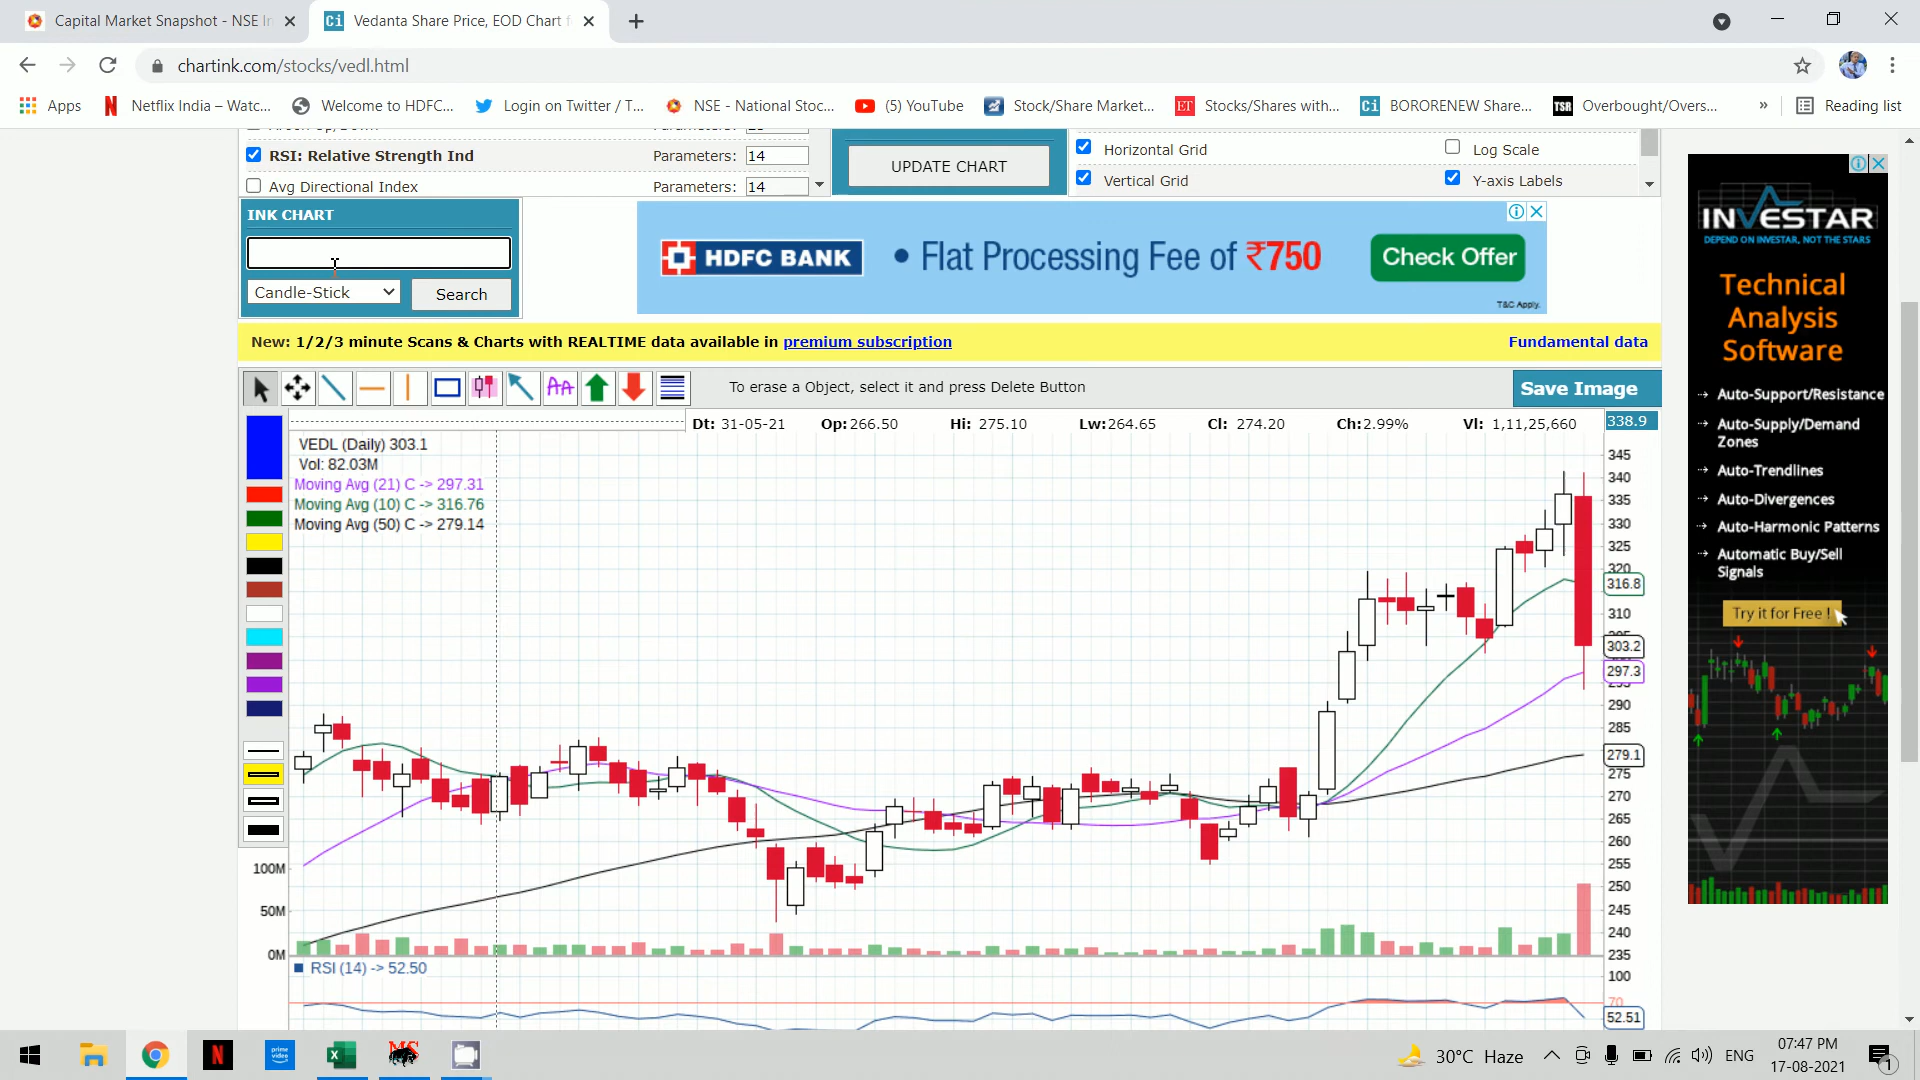 Capital Market Snapshot - NSE In
Vedanta Share Price, EOD Chart f
chartink.com/stocks/vedl.html
Apps
Netflix India – Watc...
Welcome to HDFC...
Login on Twitter / T...
NSE - National Stoc...
(5) YouTube
Stock/Share Market...
Stocks/Shares with...
BORORENEW Share...
Overbought/Overs...
»
Reading list
RSI: Relative Strength Ind
Parameters:
14
Avg Directional Index
Parameters:
14
UPDATE CHART
Horizontal Grid
Log Scale
Vertical Grid
Y-axis Labels
INK CHART
Candle-Stick
Search
HDFC BANK
• Flat Processing Fee of ₹750
Check Offer
T&C Apply.
New: 1/2/3 minute Scans & Charts with REALTIME data available in premium subscription
Fundamental data
To erase a Object, select it and press Delete Button
Save Image
Dt: 31-05-21
Op: 266.50
Hi: 275.10
Lw: 264.65
Cl: 274.20
Ch: 2.99%
Vl: 1,11,25,660
338.9
VEDL (Daily) 303.1
Vol: 82.03M
Moving Avg (21) C -> 297.31
Moving Avg (10) C -> 316.76
Moving Avg (50) C -> 279.14
345
340
335
330
325
320
316.8
310
303.2
297.3
290
285
279.1
275
270
265
260
255
250
245
240
235
100M
50M
0M
RSI (14) -> 52.50
100
70
52.51
INVESTAR
DEPEND ON INVESTAR, NOT THE STARS
Technical
Analysis
Software
Auto-Support/Resistance
Auto-Supply/Demand
Zones
Auto-Trendlines
Auto-Divergences
Auto-Harmonic Patterns
Automatic Buy/Sell
Signals
Try it for Free !
30°C Haze
ENG
07:47 PM
17-08-2021
1